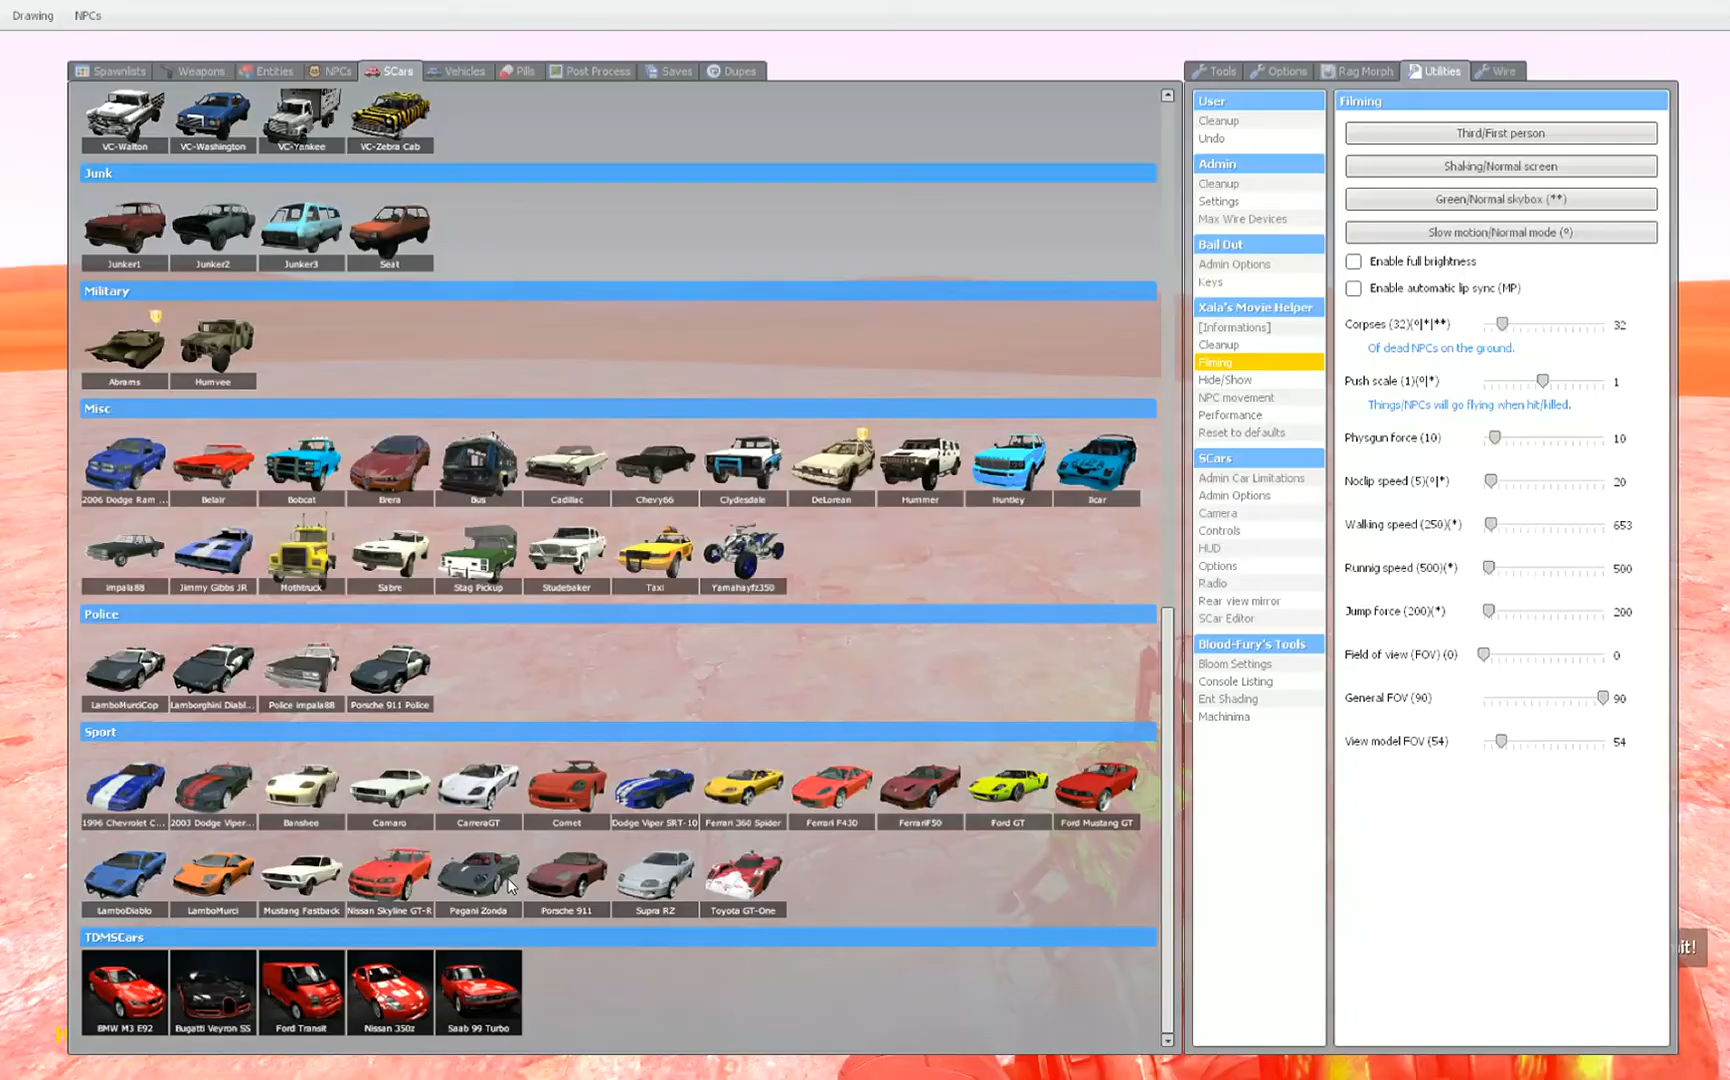 Drawing NPCs
Spawnlists Weapons Entities NPCs SCars Vehicles Pills Post Process Saves Dupes
VC-Walton VC-Washington VC-Yankee VC-Zebra Cab
Junk
Junker1 Junker2 Junker3 Seat
Military
Abrams Humvee
Misc
2006 Dodge Ram ... Belair Bobcat Brera Bus Cadillac Chevy66 Clydesdale DeLorean Hummer Huntley Ilcar
Impala88 Jimmy Gibbs JR Mothtruck Sabre Stag Pickup Studebaker Taxi Yamahayfz350
Police
LamboMurciCop Lamborghini Diabl... Police impala88 Porsche 911 Police
Sport
1996 Chevrolet C... 2003 Dodge Viper... Banshee Camaro CarreraGT Comet Dodge Viper SRT-10 Ferrari 360 Spider Ferrari F430 FerrariF50 Ford GT Ford Mustang GT
LamboDiablo LamboMurci Mustang Fastback Nissan Skyline GT-R Pagani Zonda Porsche 911 Supra RZ Toyota GT-One
TDMSCars
BMW M3 E92 Bugatti Veyron SS Ford Transit Nissan 350z Saab 99 Turbo
Tools Options Rag Morph Utilities Wire
User
Cleanup
Undo
Admin
Cleanup
Settings
Max Wire Devices
Bail Out
Admin Options
Keys
Xala's Movie Helper
[Informations]
Cleanup
Filming
Hide/Show
NPC movement
Performance
Reset to defaults
SCars
Admin Car Limitations
Admin Options
Camera
Controls
HUD
Options
Radio
Rear view mirror
SCar Editor
Blood-Fury's Tools
Bloom Settings
Console Listing
Ent Shading
Machinima
Filming
Third/First person
Shaking/Normal screen
Green/Normal skybox (**)
Slow motion/Normal mode (º)
Enable full brightness
Enable automatic lip sync (MP)
Corpses (32)(º|*|**) 32
Of dead NPCs on the ground.
Push scale (1)(º|*) 1
Things/NPCs will go flying when hit/killed.
Physgun force (10) 10
Noclip speed (5)(º|*) 20
Walking speed (250)(*) 653
Runnig speed (500)(*) 500
Jump force (200)(*) 200
Field of view (FOV) (0) 0
General FOV (90) 90
View model FOV (54) 54